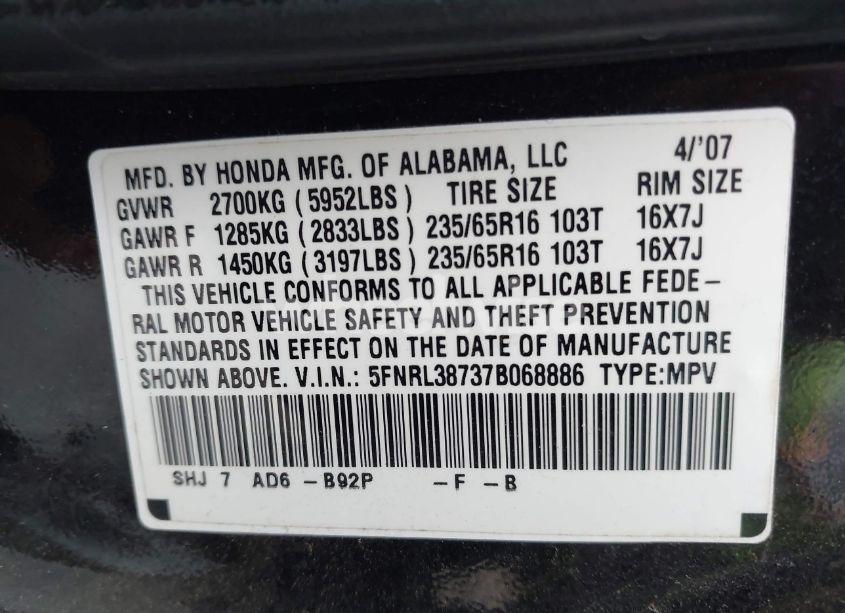 MFD. BY HONDA MFG. OF ALABAMA, LLC 4/'07
GVWR 2700KG (5952LBS) TIRE SIZE RIM SIZE
GAWR F 1285KG (2833LBS) 235/65R16 103T 16X7J
GAWR R 1450KG (3197LBS) 235/65R16 103T 16X7J
THIS VEHICLE CONFORMS TO ALL APPLICABLE FEDE-
RAL MOTOR VEHICLE SAFETY AND THEFT PREVENTION
STANDARDS IN EFFECT ON THE DATE OF MANUFACTURE
SHOWN ABOVE. V.I.N.: 5FNRL38737B068886 TYPE:MPV
SHJ 7 AD6 -B92P -F -B